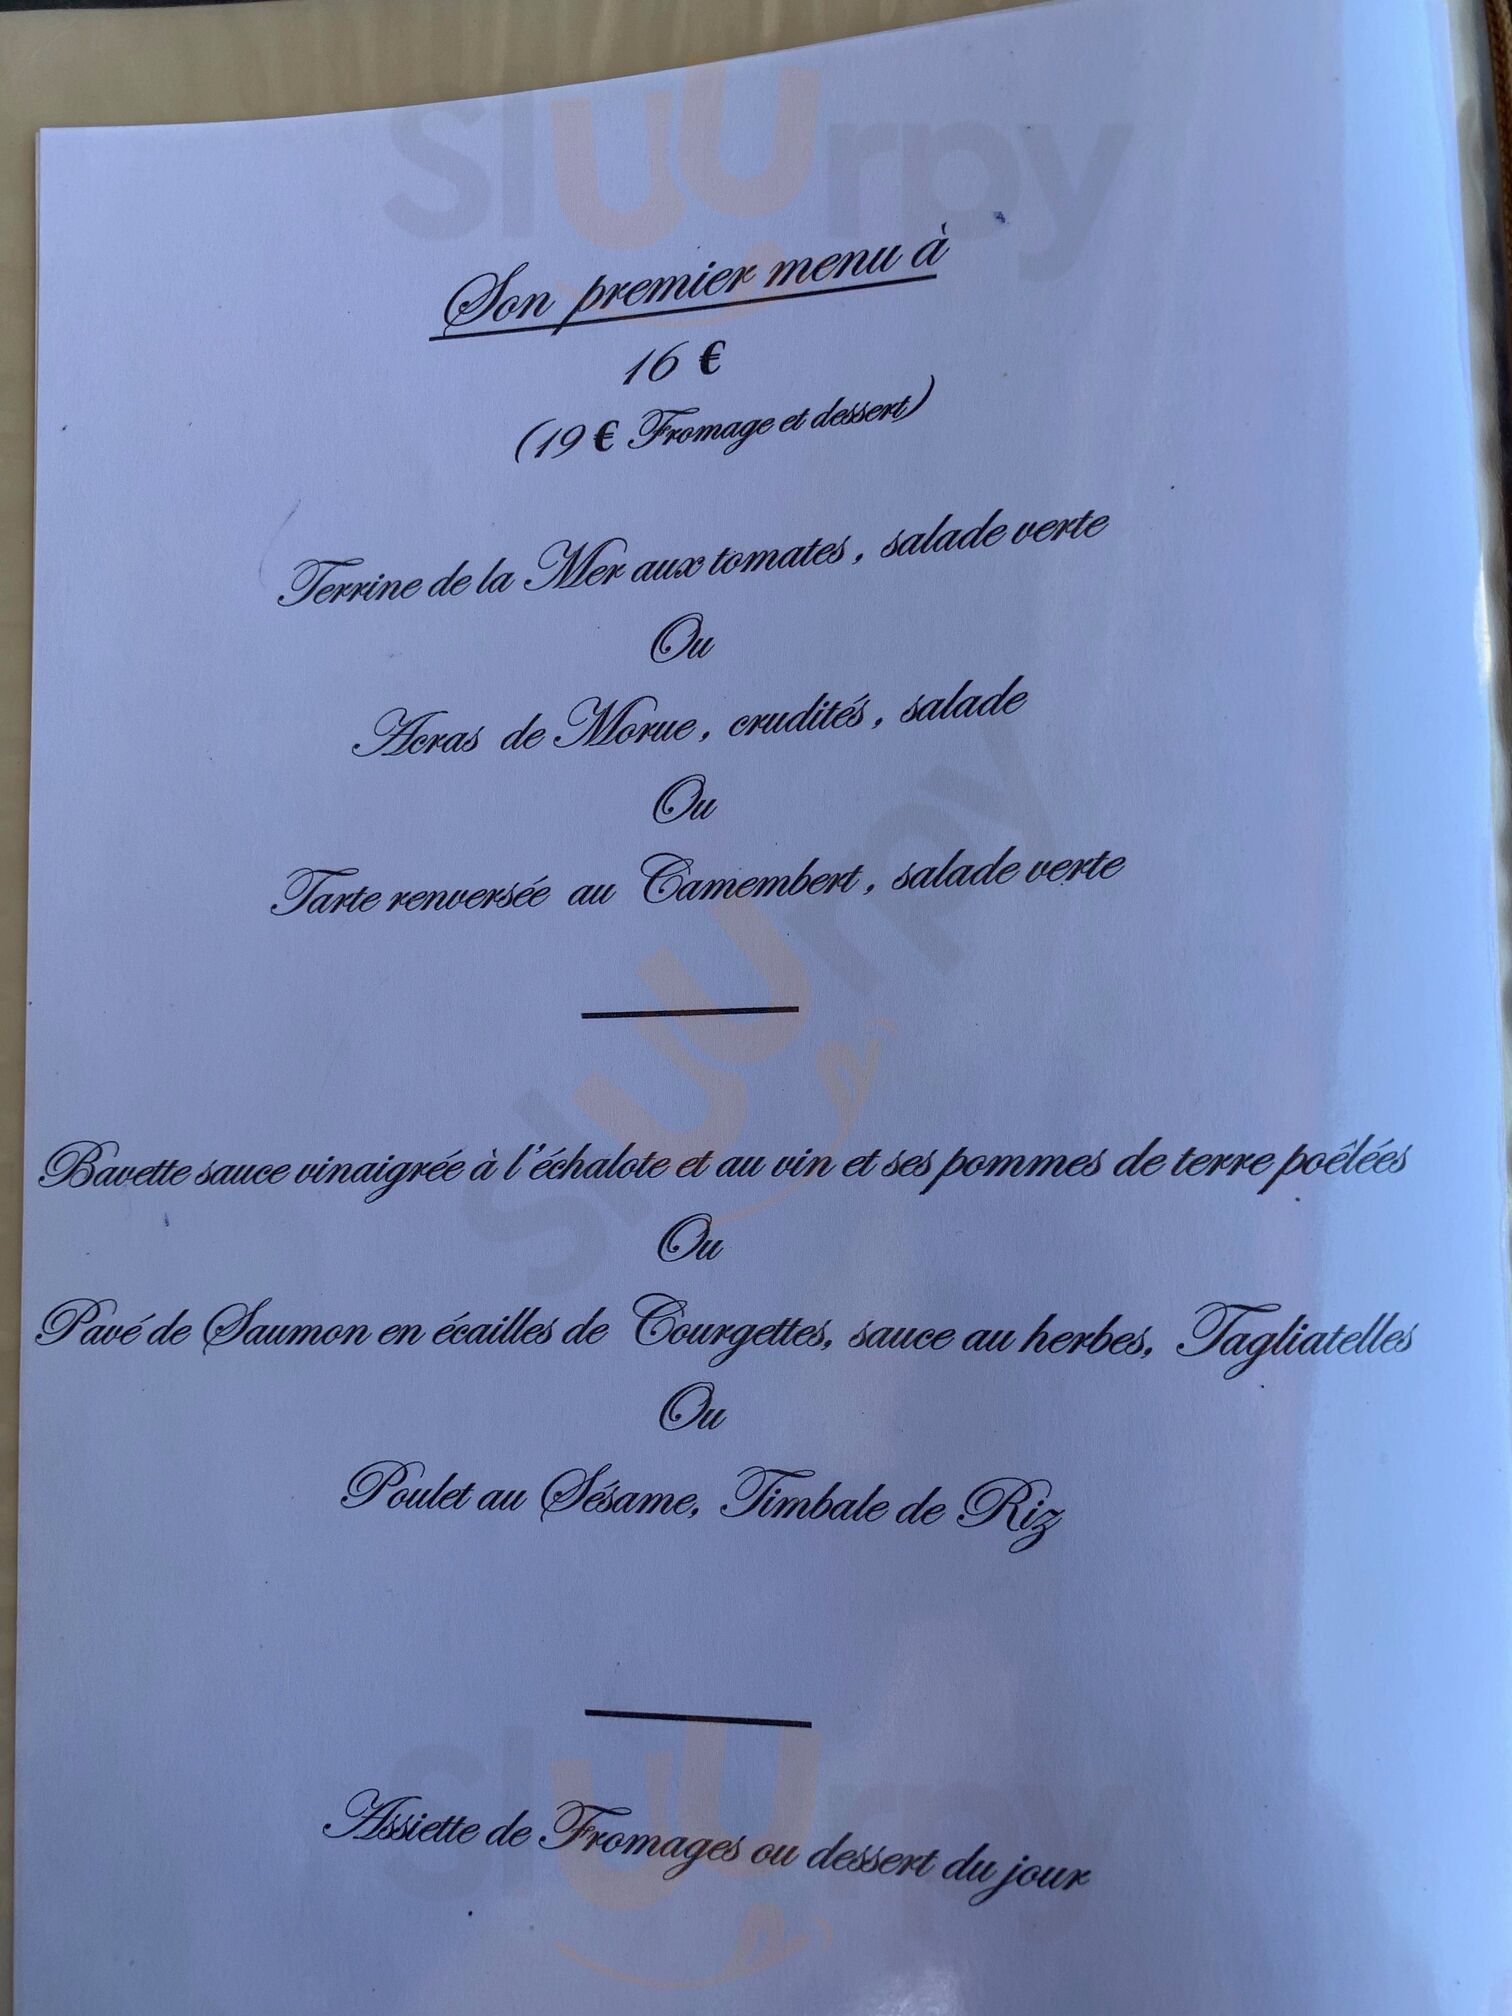 sluurpy
Son premier menu à
16 €
(19 € Fromage et dessert)
Terrine de la Mer aux tomates, salade verte
Ou
Acras de Morue, crudités, salade
Ou
Tarte renversée au Camembert, salade verte
sluurpy
Bavette sauce vinaigrée à l'échalote et au vin et ses pommes de terre poêlées
Ou
Pavé de Saumon en écailles de Courgettes, sauce au herbes, Tagliatelles
Ou
Poulet au Sésame, Timbale de Riz
sluurpy
Assiette de Fromages ou dessert du jour